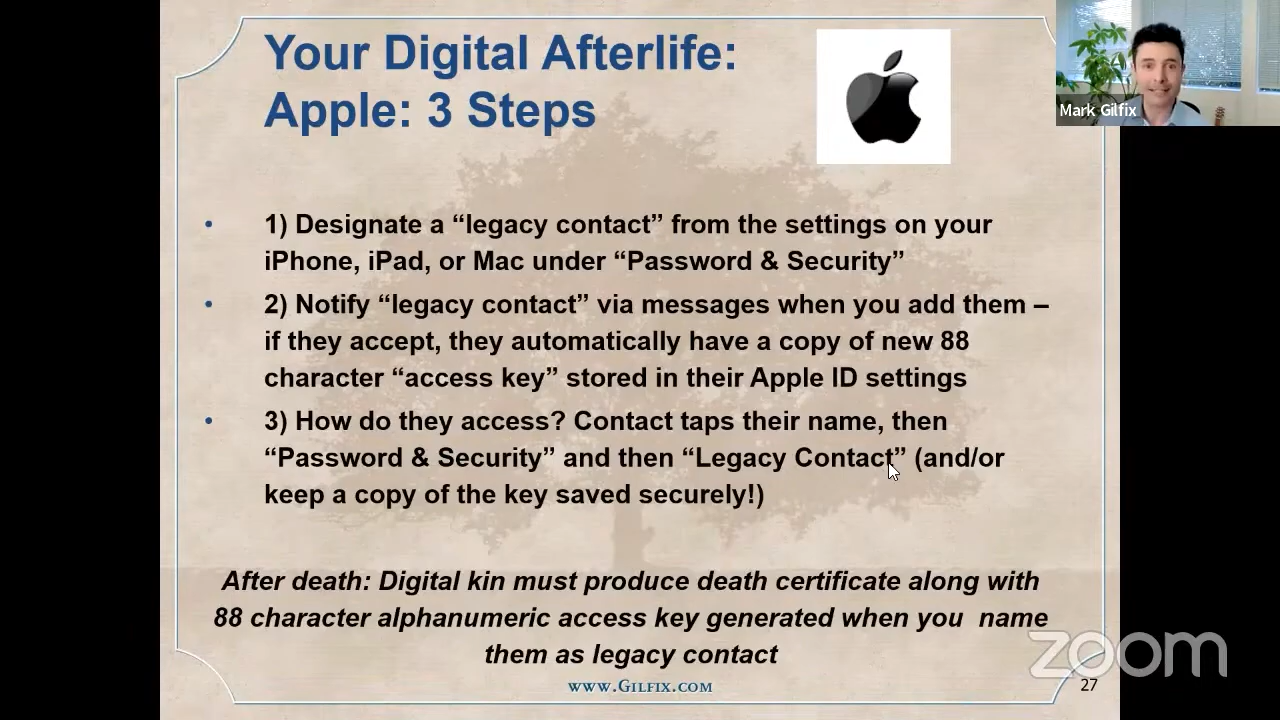 Your Digital Afterlife:
Apple: 3 Steps
Mark Gilfix
• 1) Designate a “legacy contact” from the settings on your
iPhone, iPad, or Mac under “Password & Security”
• 2) Notify “legacy contact” via messages when you add them –
if they accept, they automatically have a copy of new 88
character “access key” stored in their Apple ID settings
• 3) How do they access? Contact taps their name, then
“Password & Security” and then “Legacy Contact” (and/or
keep a copy of the key saved securely!)
After death: Digital kin must produce death certificate along with
88 character alphanumeric access key generated when you name
them as legacy contact
zoom
www.Gilfix.com
27